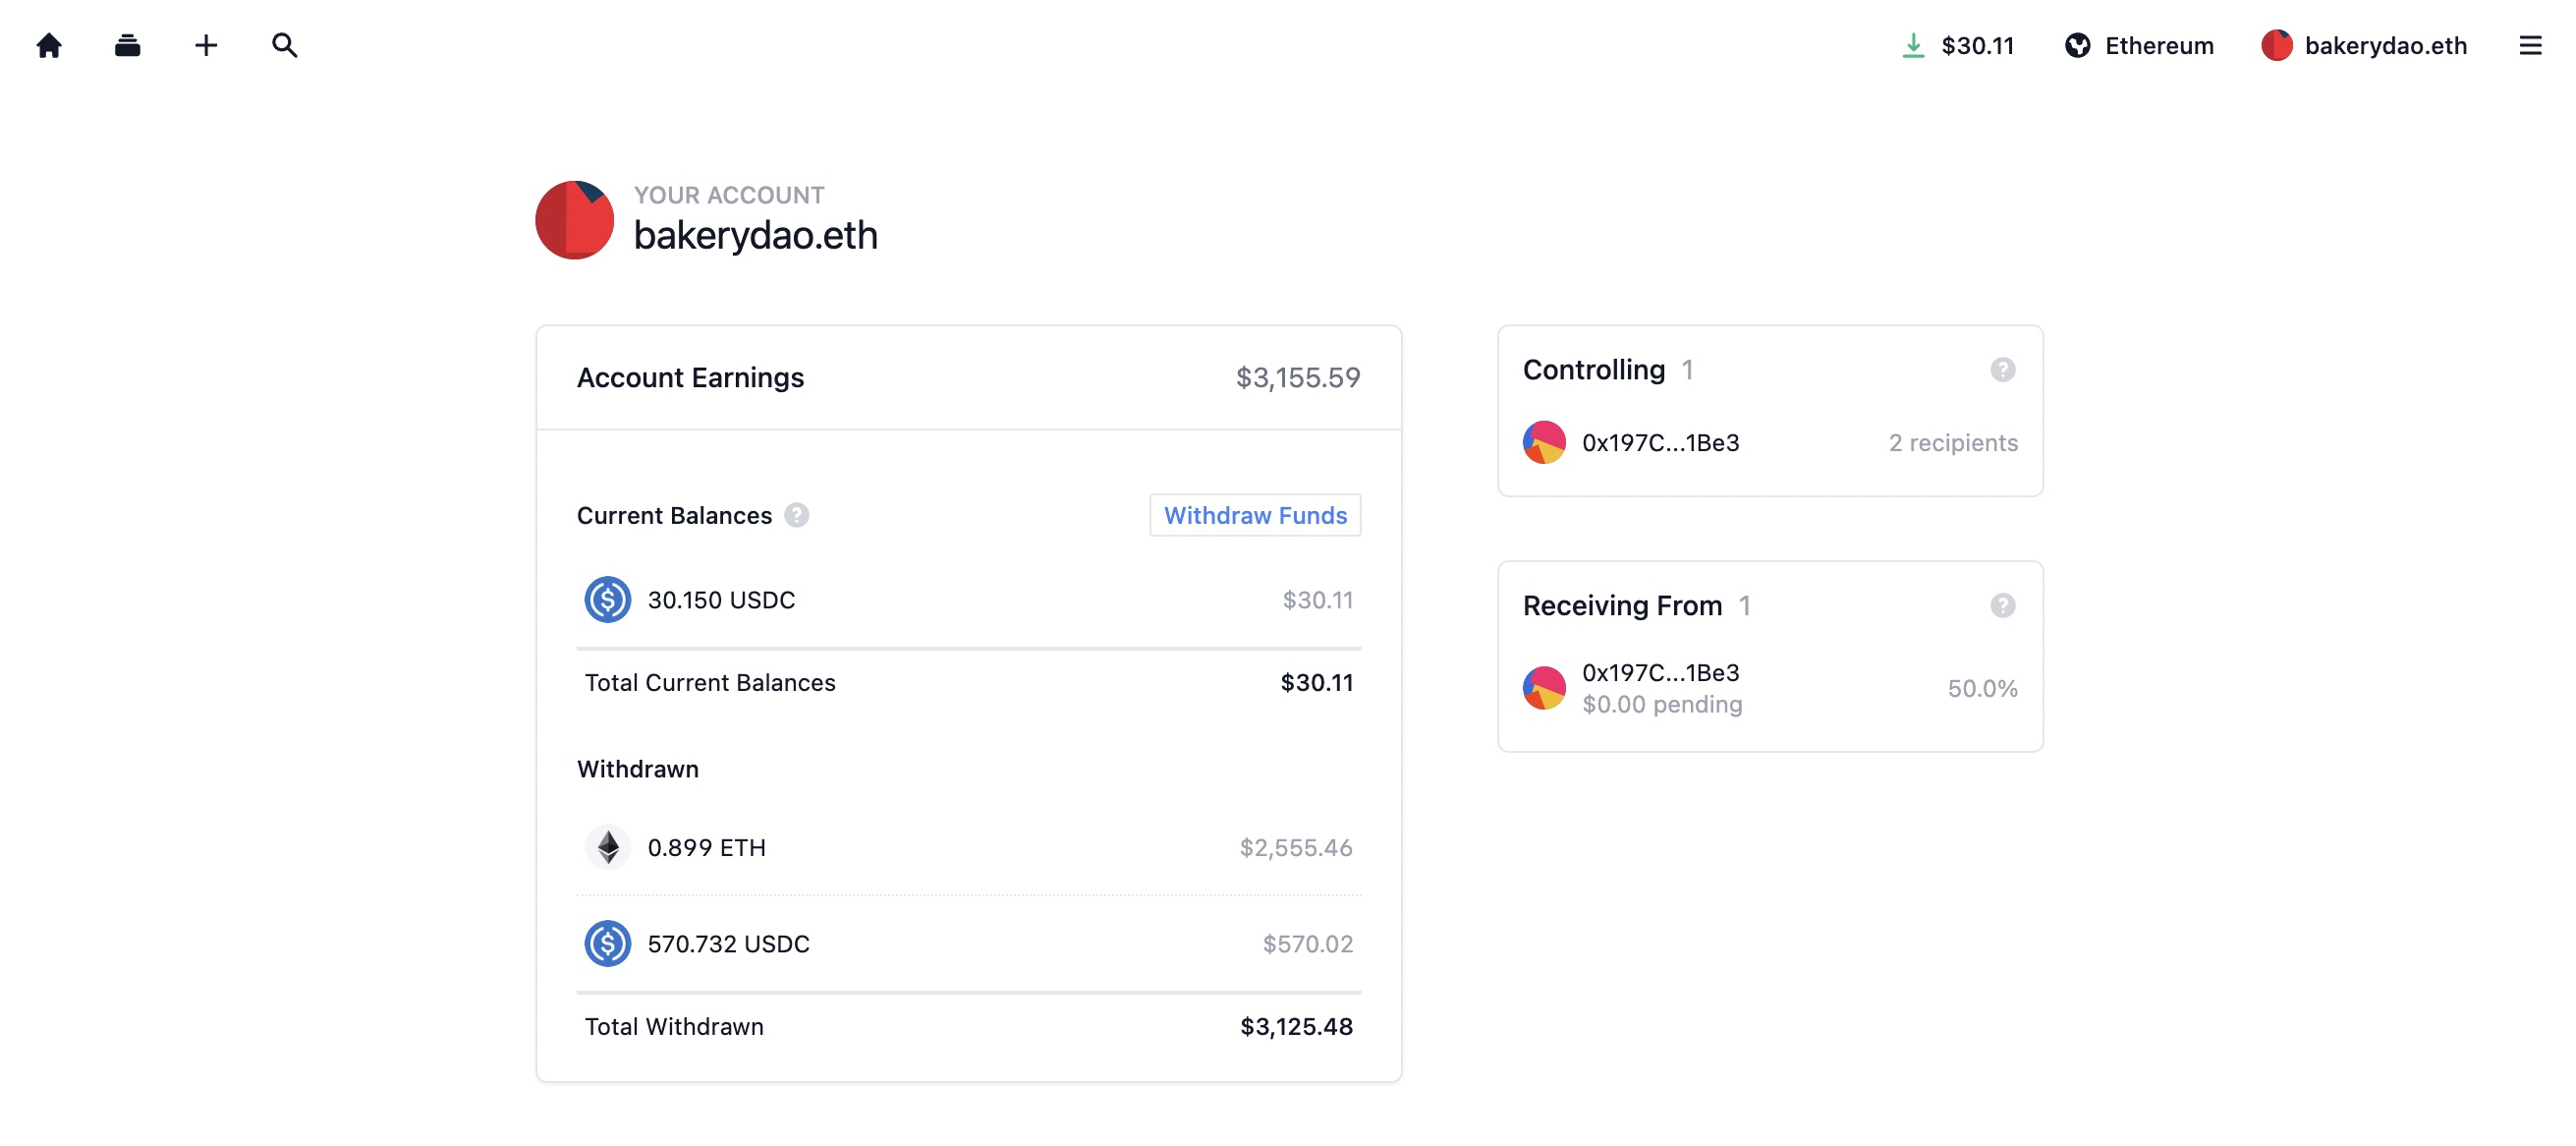 $30.11 Ethereum bakerydao.eth
YOUR ACCOUNT
bakerydao.eth
Account Earnings $3,155.59
Current Balances ? Withdraw Funds
30.150 USDC $30.11
Total Current Balances $30.11
Withdrawn
0.899 ETH $2,555.46
570.732 USDC $570.02
Total Withdrawn $3,125.48
Controlling 1 ?
0x197C...1Be3 2 recipients
Receiving From 1 ?
0x197C...1Be3 50.0%
$0.00 pending